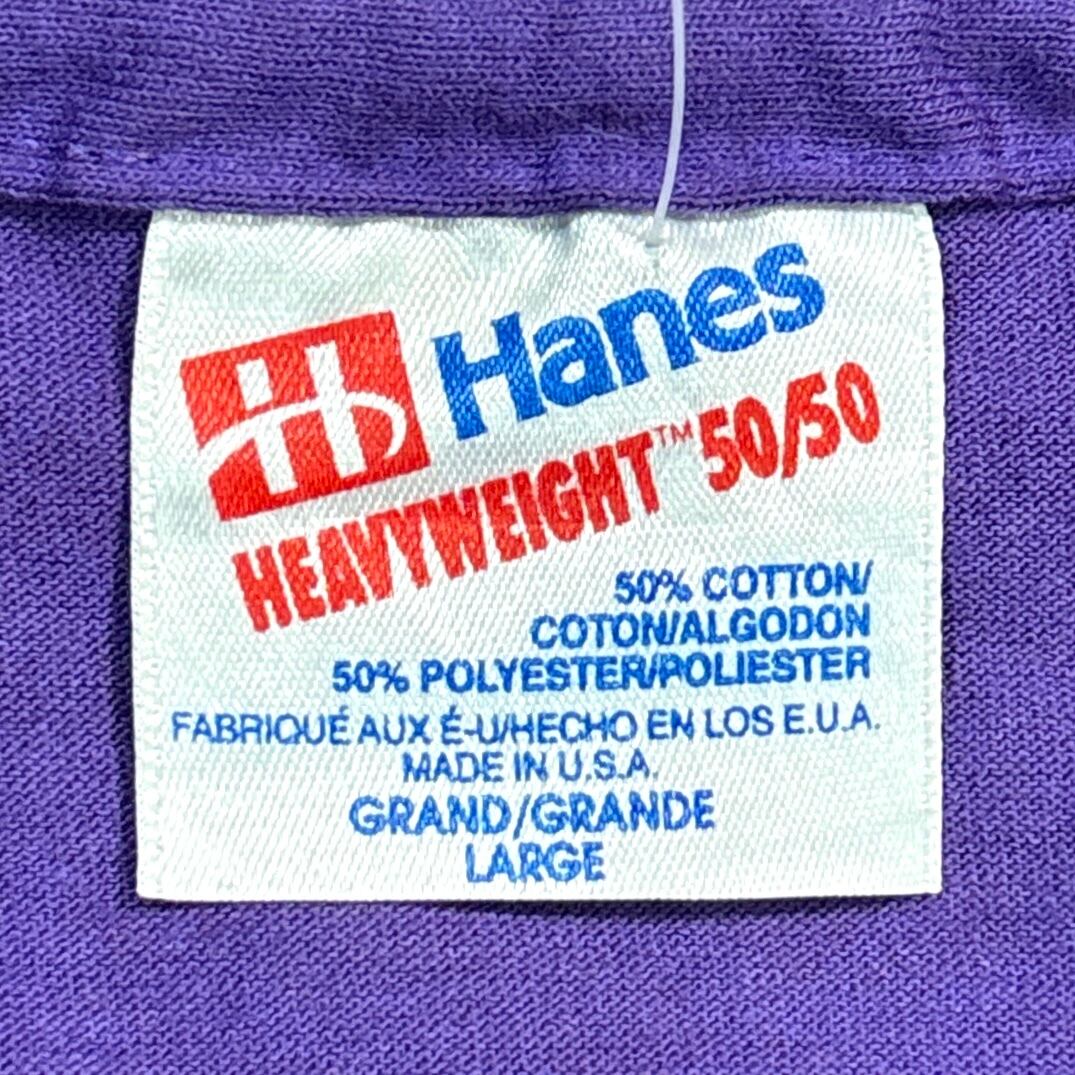 Hanes
HEAVYWEIGHT™ 50/50
50% COTTON/
COTON/ALGODON
50% POLYESTER/POLIESTER
FABRIQUÉ AUX É-U/HECHO EN LOS E.U.A.
MADE IN U.S.A.
GRAND/GRANDE
LARGE